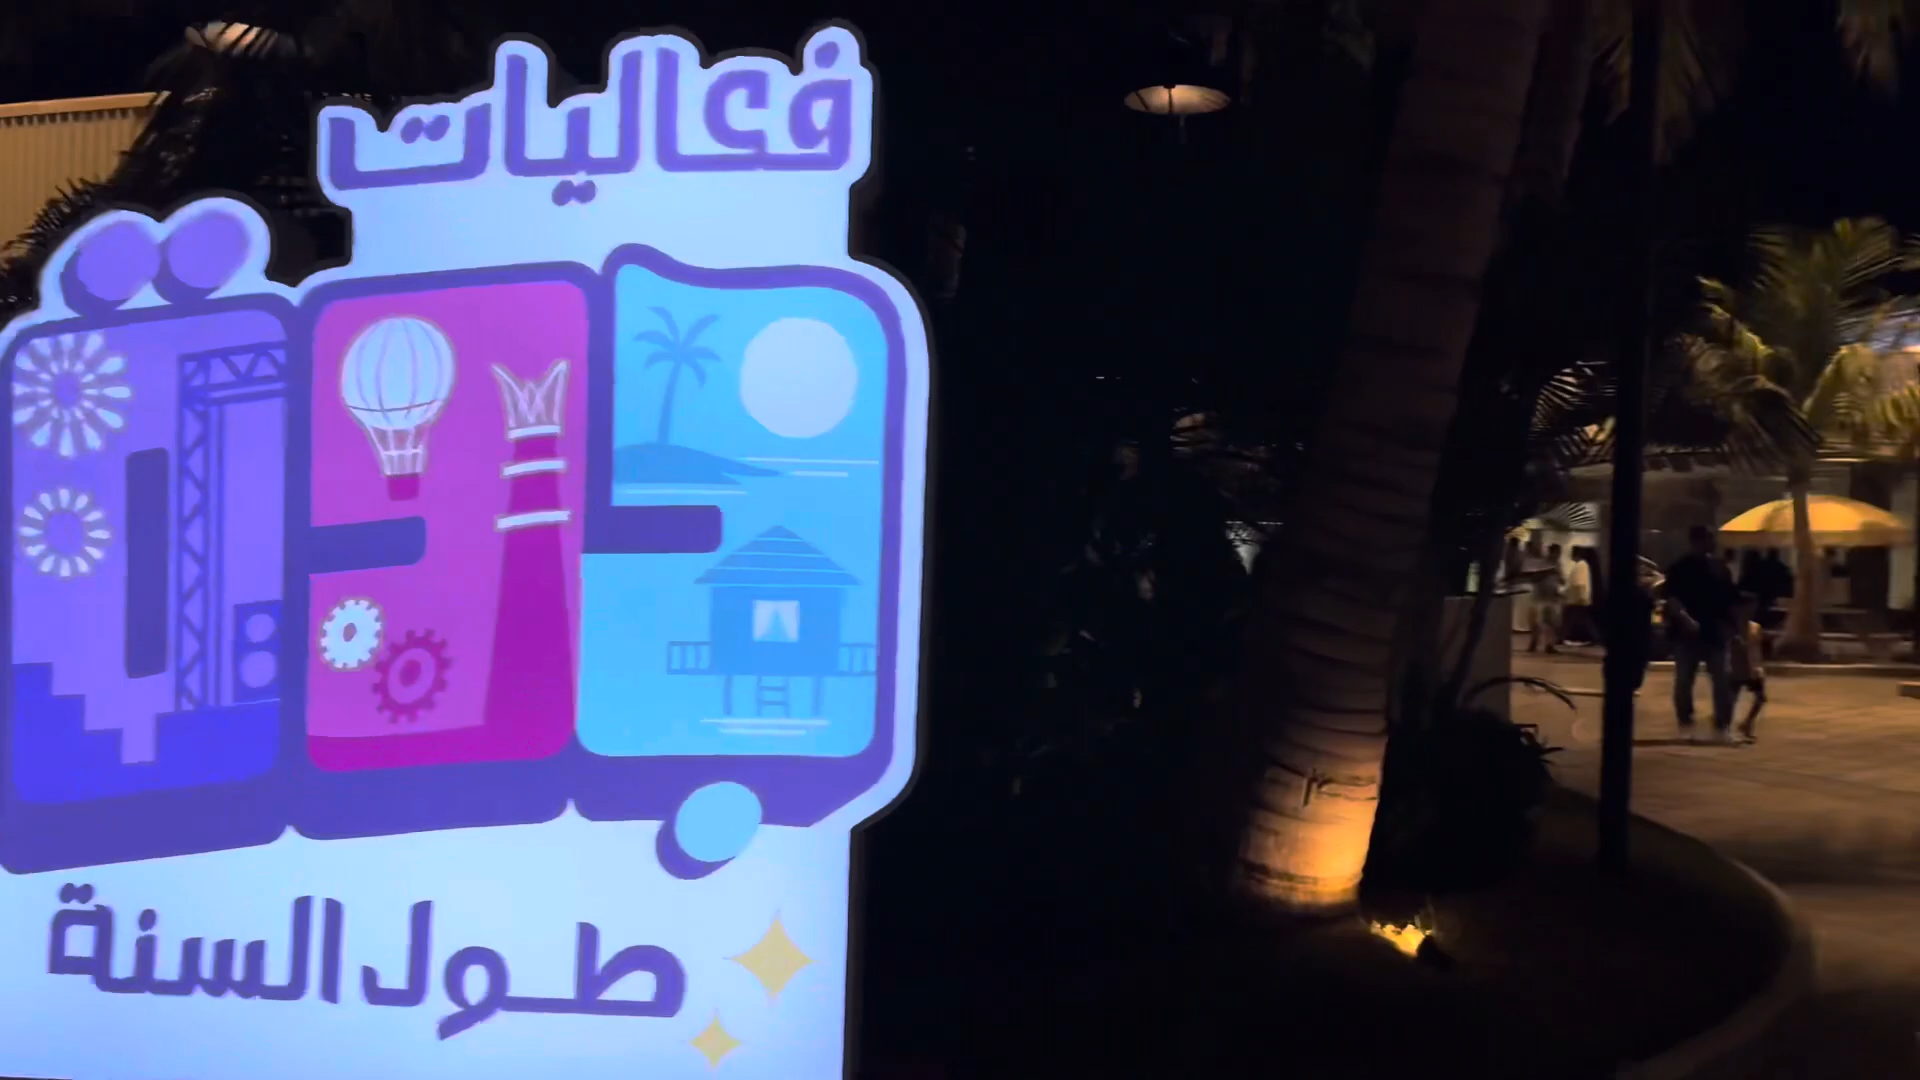 فعاليات
جدة
طول السنة